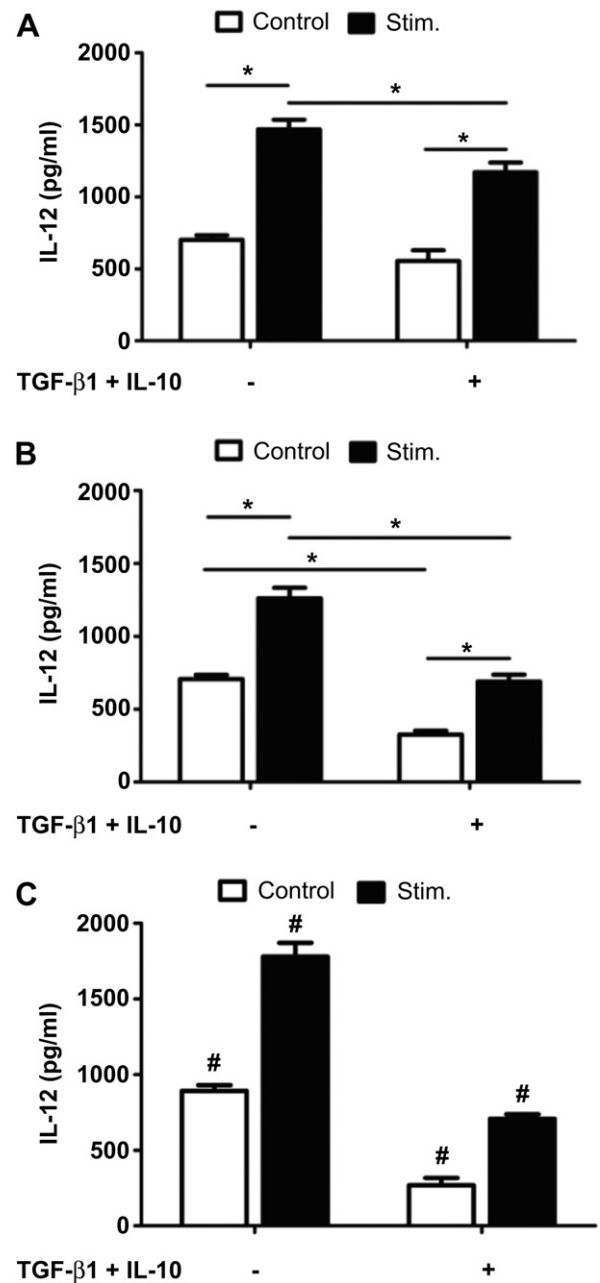 A
Control Stim.
2000
*
*
1500
*
1000
500
0
IL-12 (pg/ml)
TGF-β1 + IL-10 - +
B
Control Stim.
2000
*
*
1500
*
1000
*
500
0
IL-12 (pg/ml)
TGF-β1 + IL-10 - +
C
Control Stim.
2000
#
1500
#
1000
#
500
#
0
IL-12 (pg/ml)
TGF-β1 + IL-10 - +